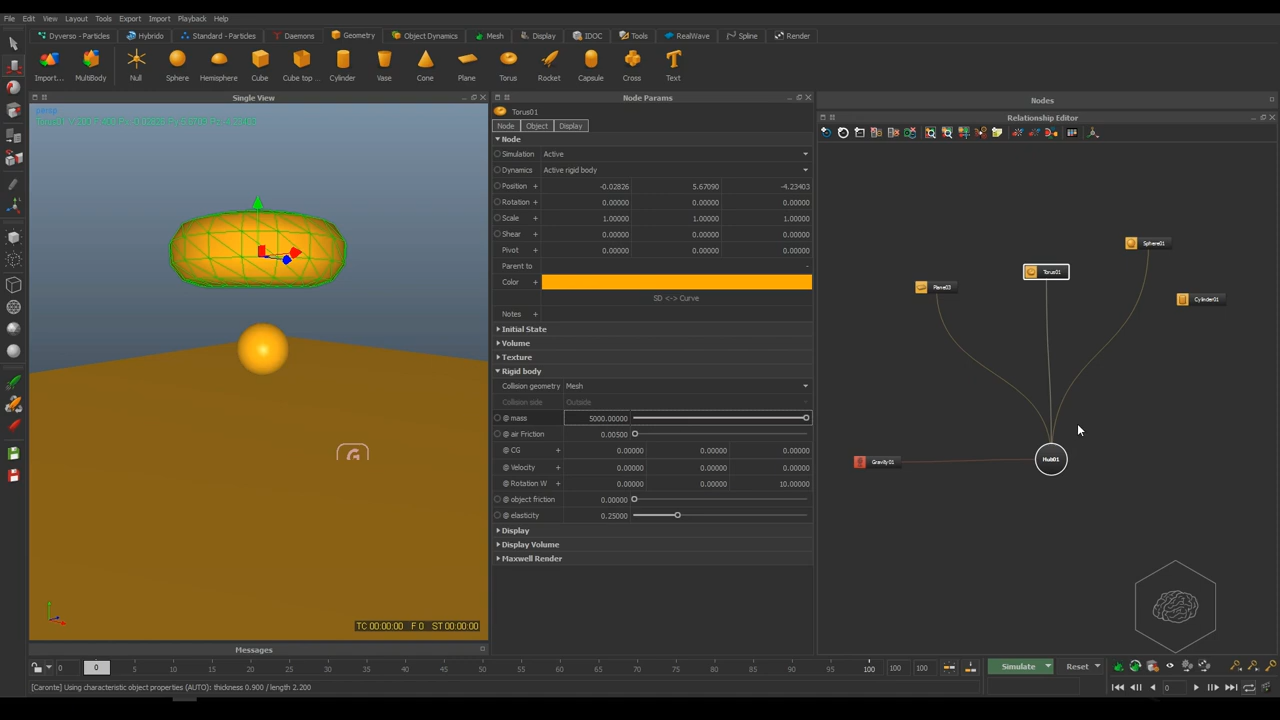 File Edit View Layout Tools Export Import Playback Help
Dyverso - Particles Hybrido Standard - Particles Daemons Geometry Object Dynamics Mesh Display IDOC Tools RealWave Spline Render
Import... MultiBody Null Sphere Hemisphere Cube Cube top ... Cylinder Vase Cone Plane Torus Rocket Capsule Cross Text
Single View
persp
TC 00:00:00 F 0 ST 00:00:00
Messages
Node Params
Torus01
Node Object Display
Node
Simulation Active
Dynamics Active rigid body
Position + -0.02826 5.67090 -4.23403
Rotation + 0.00000 0.00000 0.00000
Scale + 1.00000 1.00000 1.00000
Shear + 0.00000 0.00000 0.00000
Pivot + 0.00000 0.00000 0.00000
Parent to -
Color +
SD <-> Curve
Notes +
Initial State
Volume
Texture
Rigid body
Collision geometry Mesh
Collision side Outside
@ mass 5000.00000
@ air Friction 0.00500
@ CG + 0.00000 0.00000 0.00000
@ Velocity + 0.00000 0.00000 0.00000
@ Rotation W + 0.00000 0.00000 10.00000
@ object friction 0.00000
@ elasticity 0.25000
Display
Display Volume
Maxwell Render
Nodes
Relationship Editor
Sphere01
Torus01
Plane03
Cylinder01
Hub01
Gravity01
0 0 5 10 15 20 25 30 35 40 45 50 55 60 65 70 75 80 85 90 95 100 100 100
Simulate Reset
[Caronte] Using characteristic object properties (AUTO): thickness 0.900 / length 2.200
0